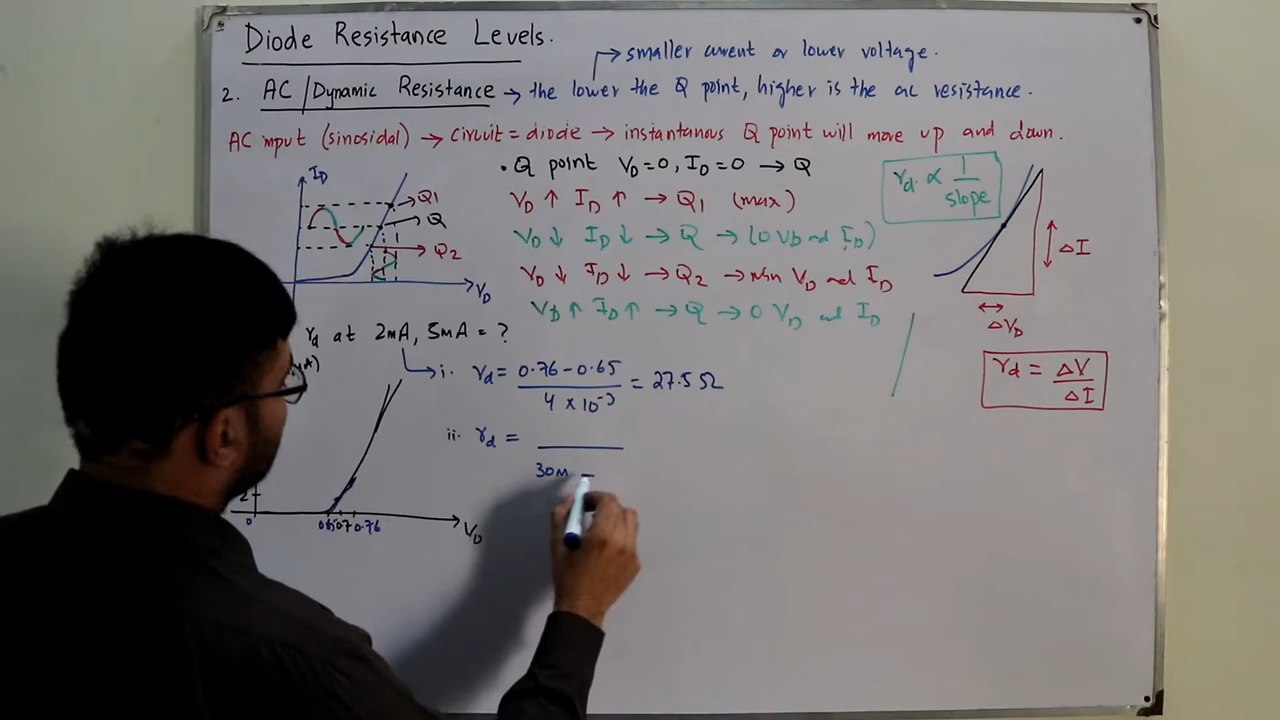 Diode Resistance Levels.
→ smaller current or lower voltage.
2. AC / Dynamic Resistance → the lower the Q point, higher is the ac resistance.
AC input (sinosidal) → circuit = diode → instantanous Q point will move up and down.
I_D
Q1
Q
Q2
V_D
• Q point V_D = 0, I_D = 0 → Q
V_D ↑ I_D ↑ → Q1 (max)
V_D ↓ I_D ↓ → Q → (0 V_D and I_D)
V_D ↓ I_D ↓ → Q2 → Min V_D and I_D
V_D ↑ I_D ↑ → Q → 0 V_D and I_D
r_d ∝ 1/slope
ΔI
ΔV_D
r_d = ΔV/ΔI
r_d at 2mA, 5mA = ?
i. r_d = (0.76 - 0.65)/(4 × 10⁻³) = 27.5 Ω
ii. r_d =
30m -
2
0 0.65 0.7 0.76
V_D